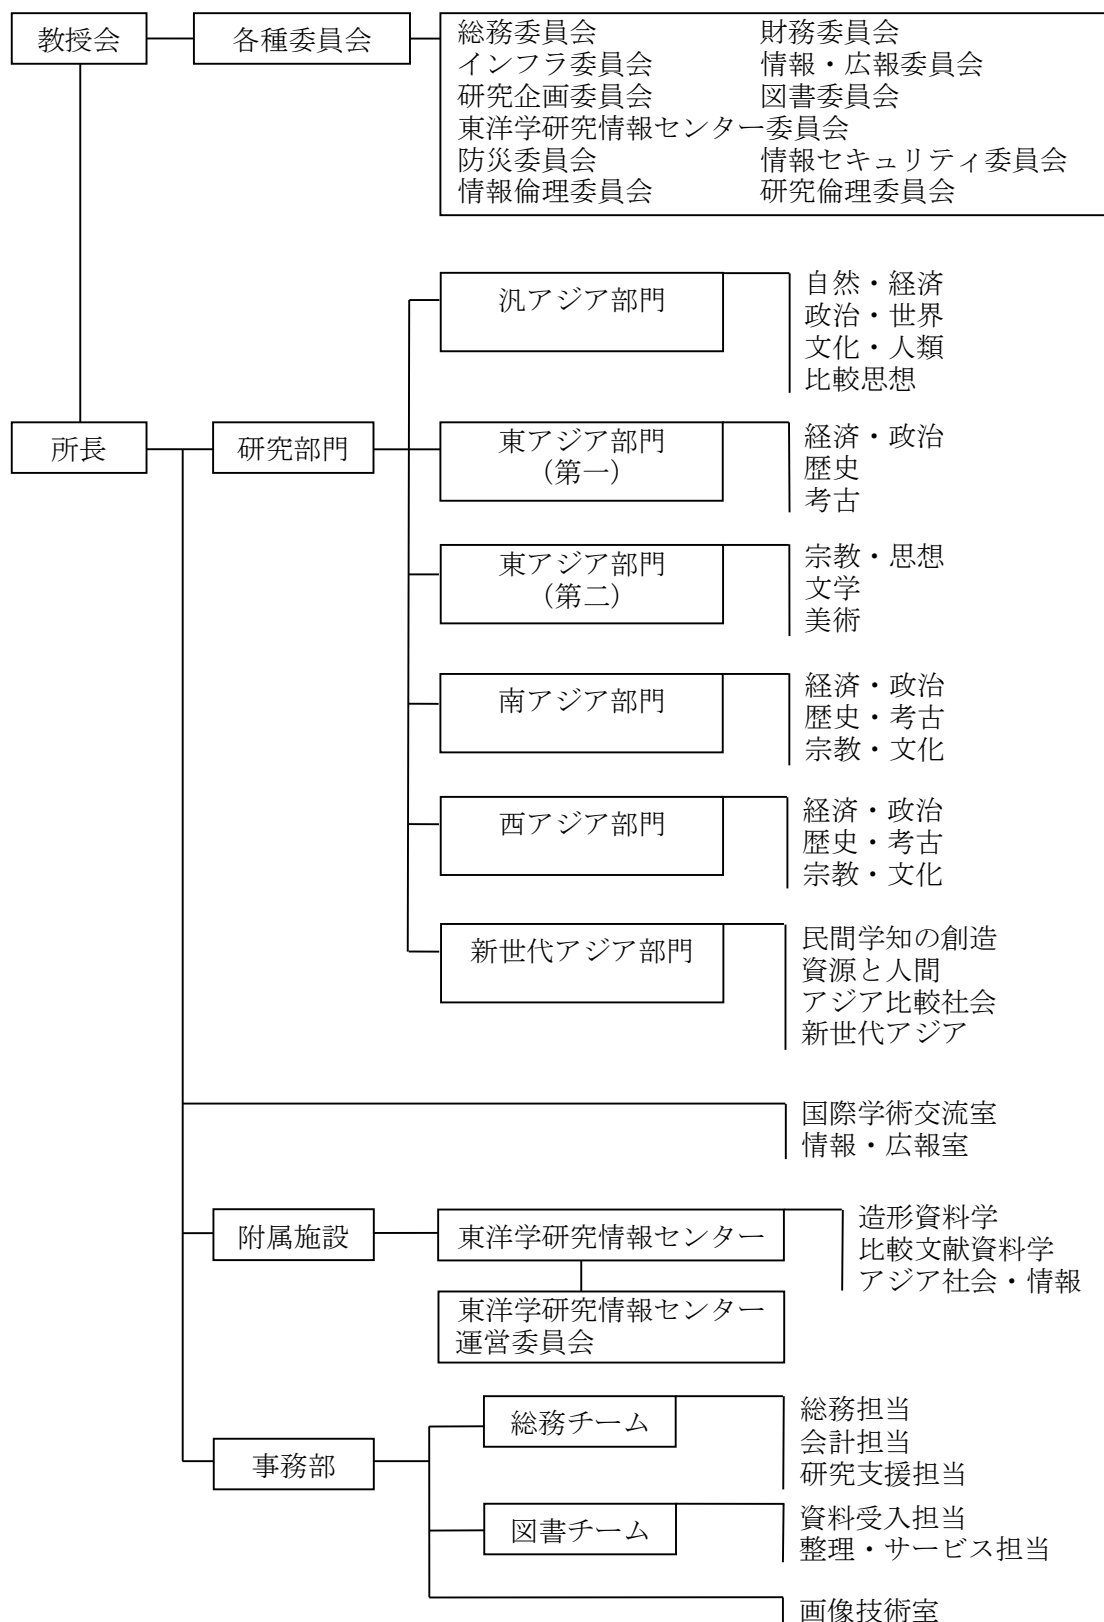 教授会
各種委員会
総務委員会 財務委員会
インフラ委員会 情報・広報委員会
研究企画委員会 図書委員会
東洋学研究情報センター委員会
防災委員会 情報セキュリティ委員会
情報倫理委員会 研究倫理委員会
所長
研究部門
汎アジア部門
自然・経済
政治・世界
文化・人類
比較思想
東アジア部門
（第一）
経済・政治
歴史
考古
東アジア部門
（第二）
宗教・思想
文学
美術
南アジア部門
経済・政治
歴史・考古
宗教・文化
西アジア部門
経済・政治
歴史・考古
宗教・文化
新世代アジア部門
民間学知の創造
資源と人間
アジア比較社会
新世代アジア
国際学術交流室
情報・広報室
附属施設
東洋学研究情報センター
造形資料学
比較文献資料学
アジア社会・情報
東洋学研究情報センター
運営委員会
事務部
総務チーム
総務担当
会計担当
研究支援担当
図書チーム
資料受入担当
整理・サービス担当
画像技術室